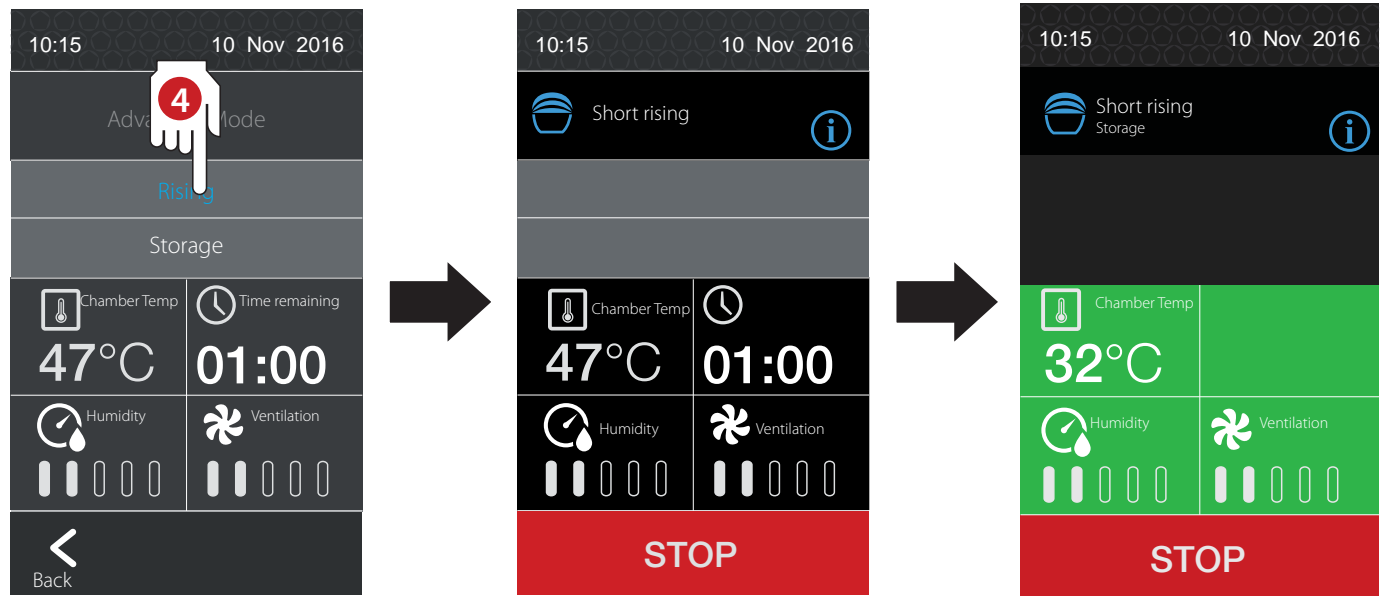 10:15 10 Nov 2016
4
Adva Mode
Rising
Storage
Chamber Temp
47°C
Time remaining
01:00
Humidity
Ventilation
Back
10:15 10 Nov 2016
Short rising
i
Chamber Temp
47°C
01:00
Humidity
Ventilation
STOP
10:15 10 Nov 2016
Short rising
Storage
i
Chamber Temp
32°C
Humidity
Ventilation
STOP